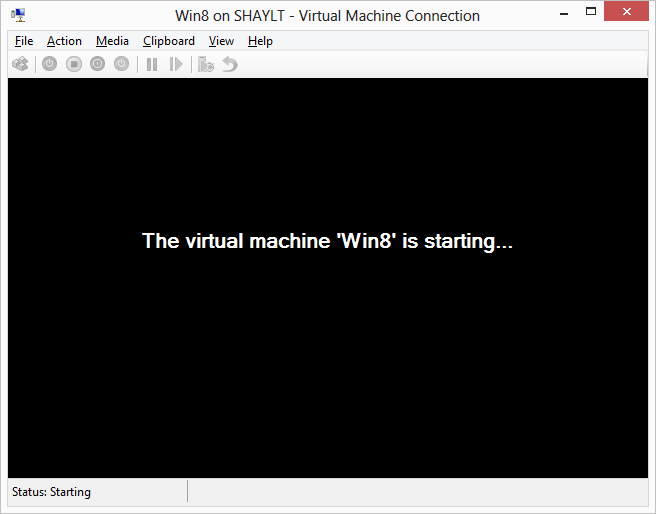 Win8 on SHAYLT - Virtual Machine Connection
File Action Media Clipboard View Help
The virtual machine 'Win8' is starting...
Status: Starting